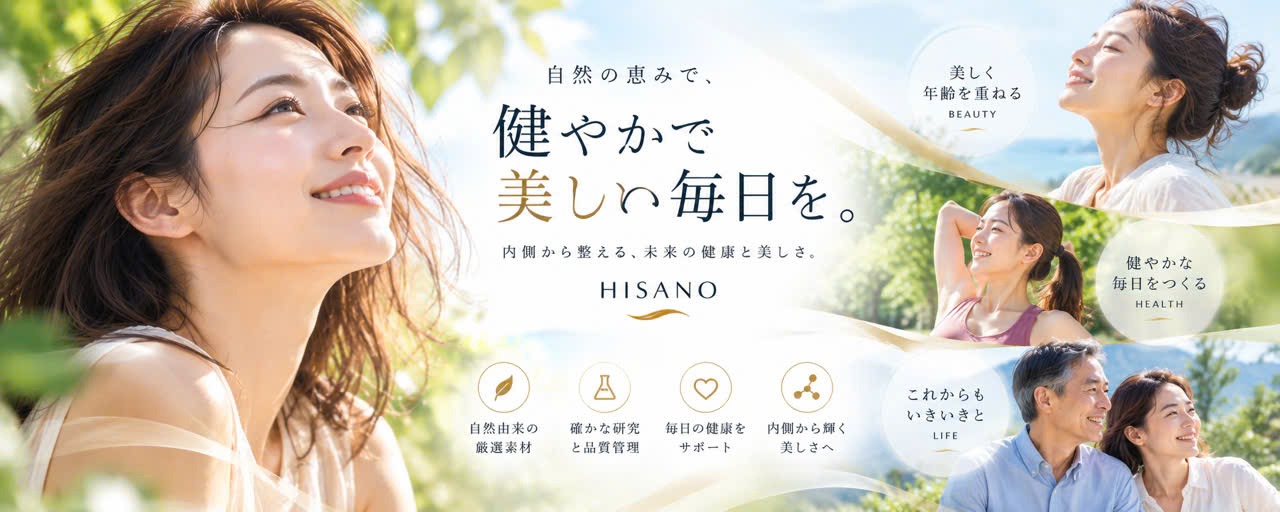 自然の恵みで、
健やかで
美しい毎日を。
内側から整える、未来の健康と美しさ。
HISANO
自然由来の
厳選素材
確かな研究
と品質管理
毎日の健康を
サポート
内側から輝く
美しさへ
美しく
年齢を重ねる
BEAUTY
健やかな
毎日をつくる
HEALTH
これからも
いきいきと
LIFE